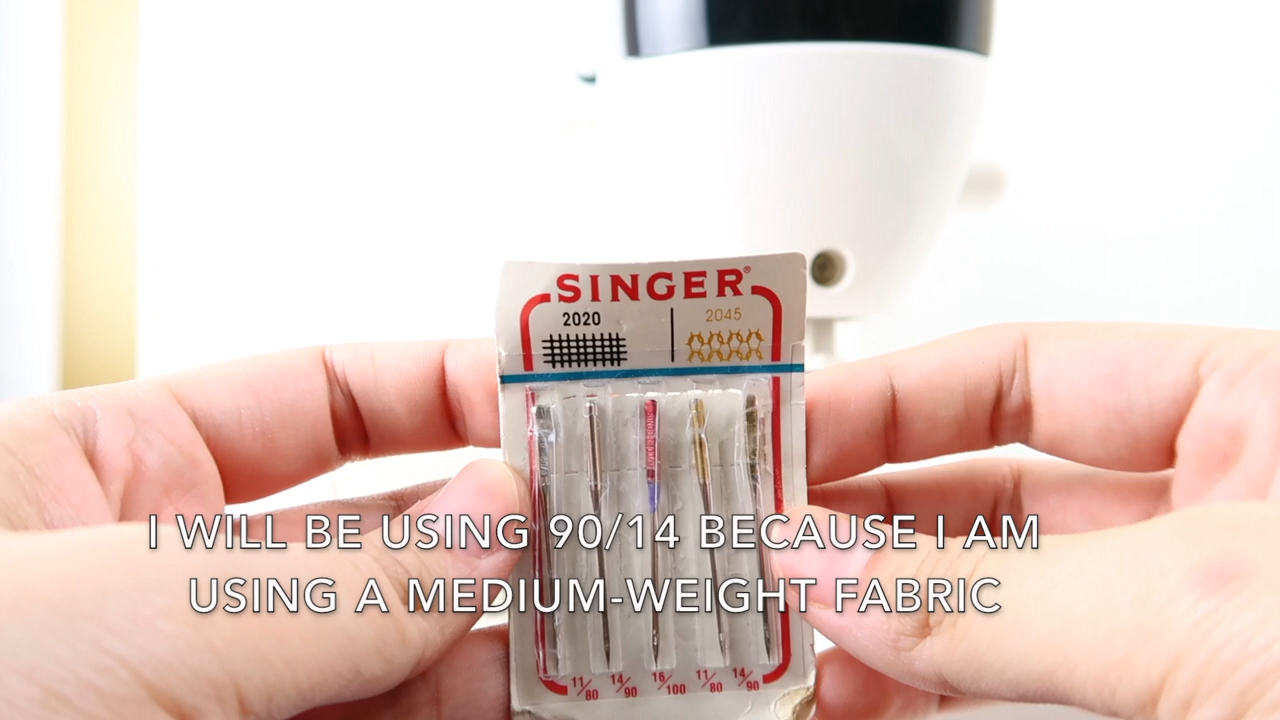 SINGER®
2020 2045
I WILL BE USING 90/14 BECAUSE I AM
USING A MEDIUM-WEIGHT FABRIC
11/80 14/90 16/100 11/80 14/90